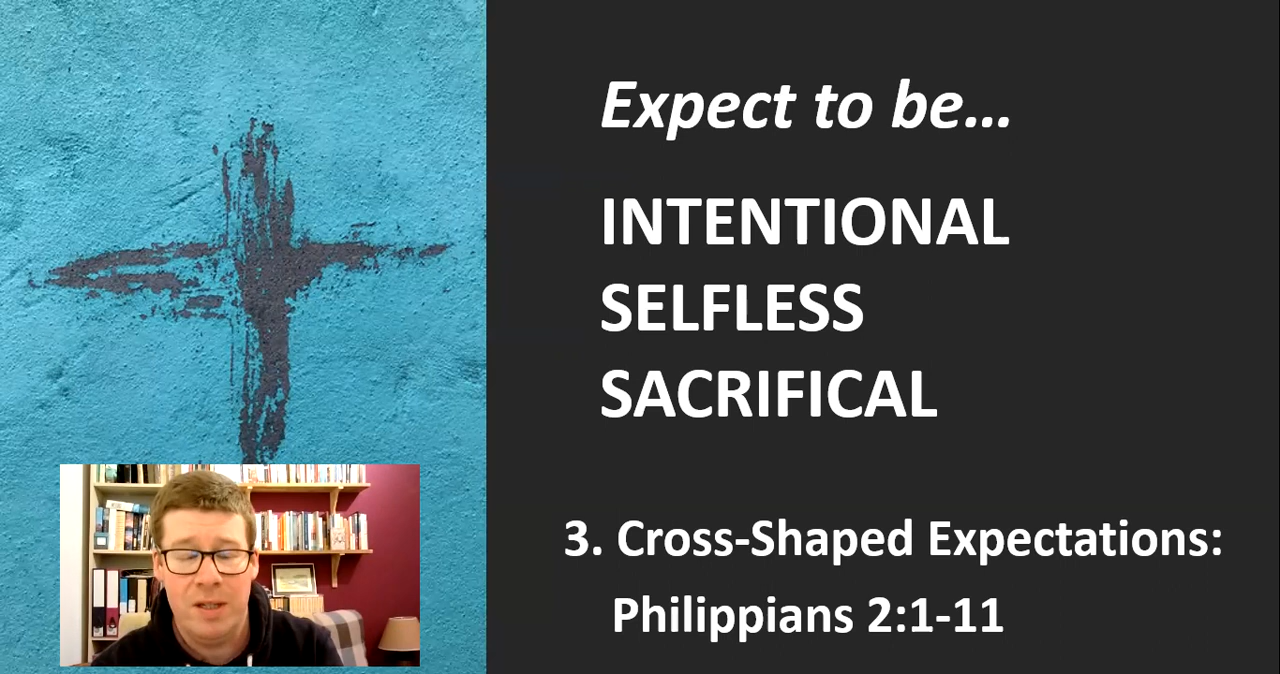 Expect to be...
INTENTIONAL
SELFLESS
SACRIFICAL
3. Cross-Shaped Expectations:
Philippians 2:1-11